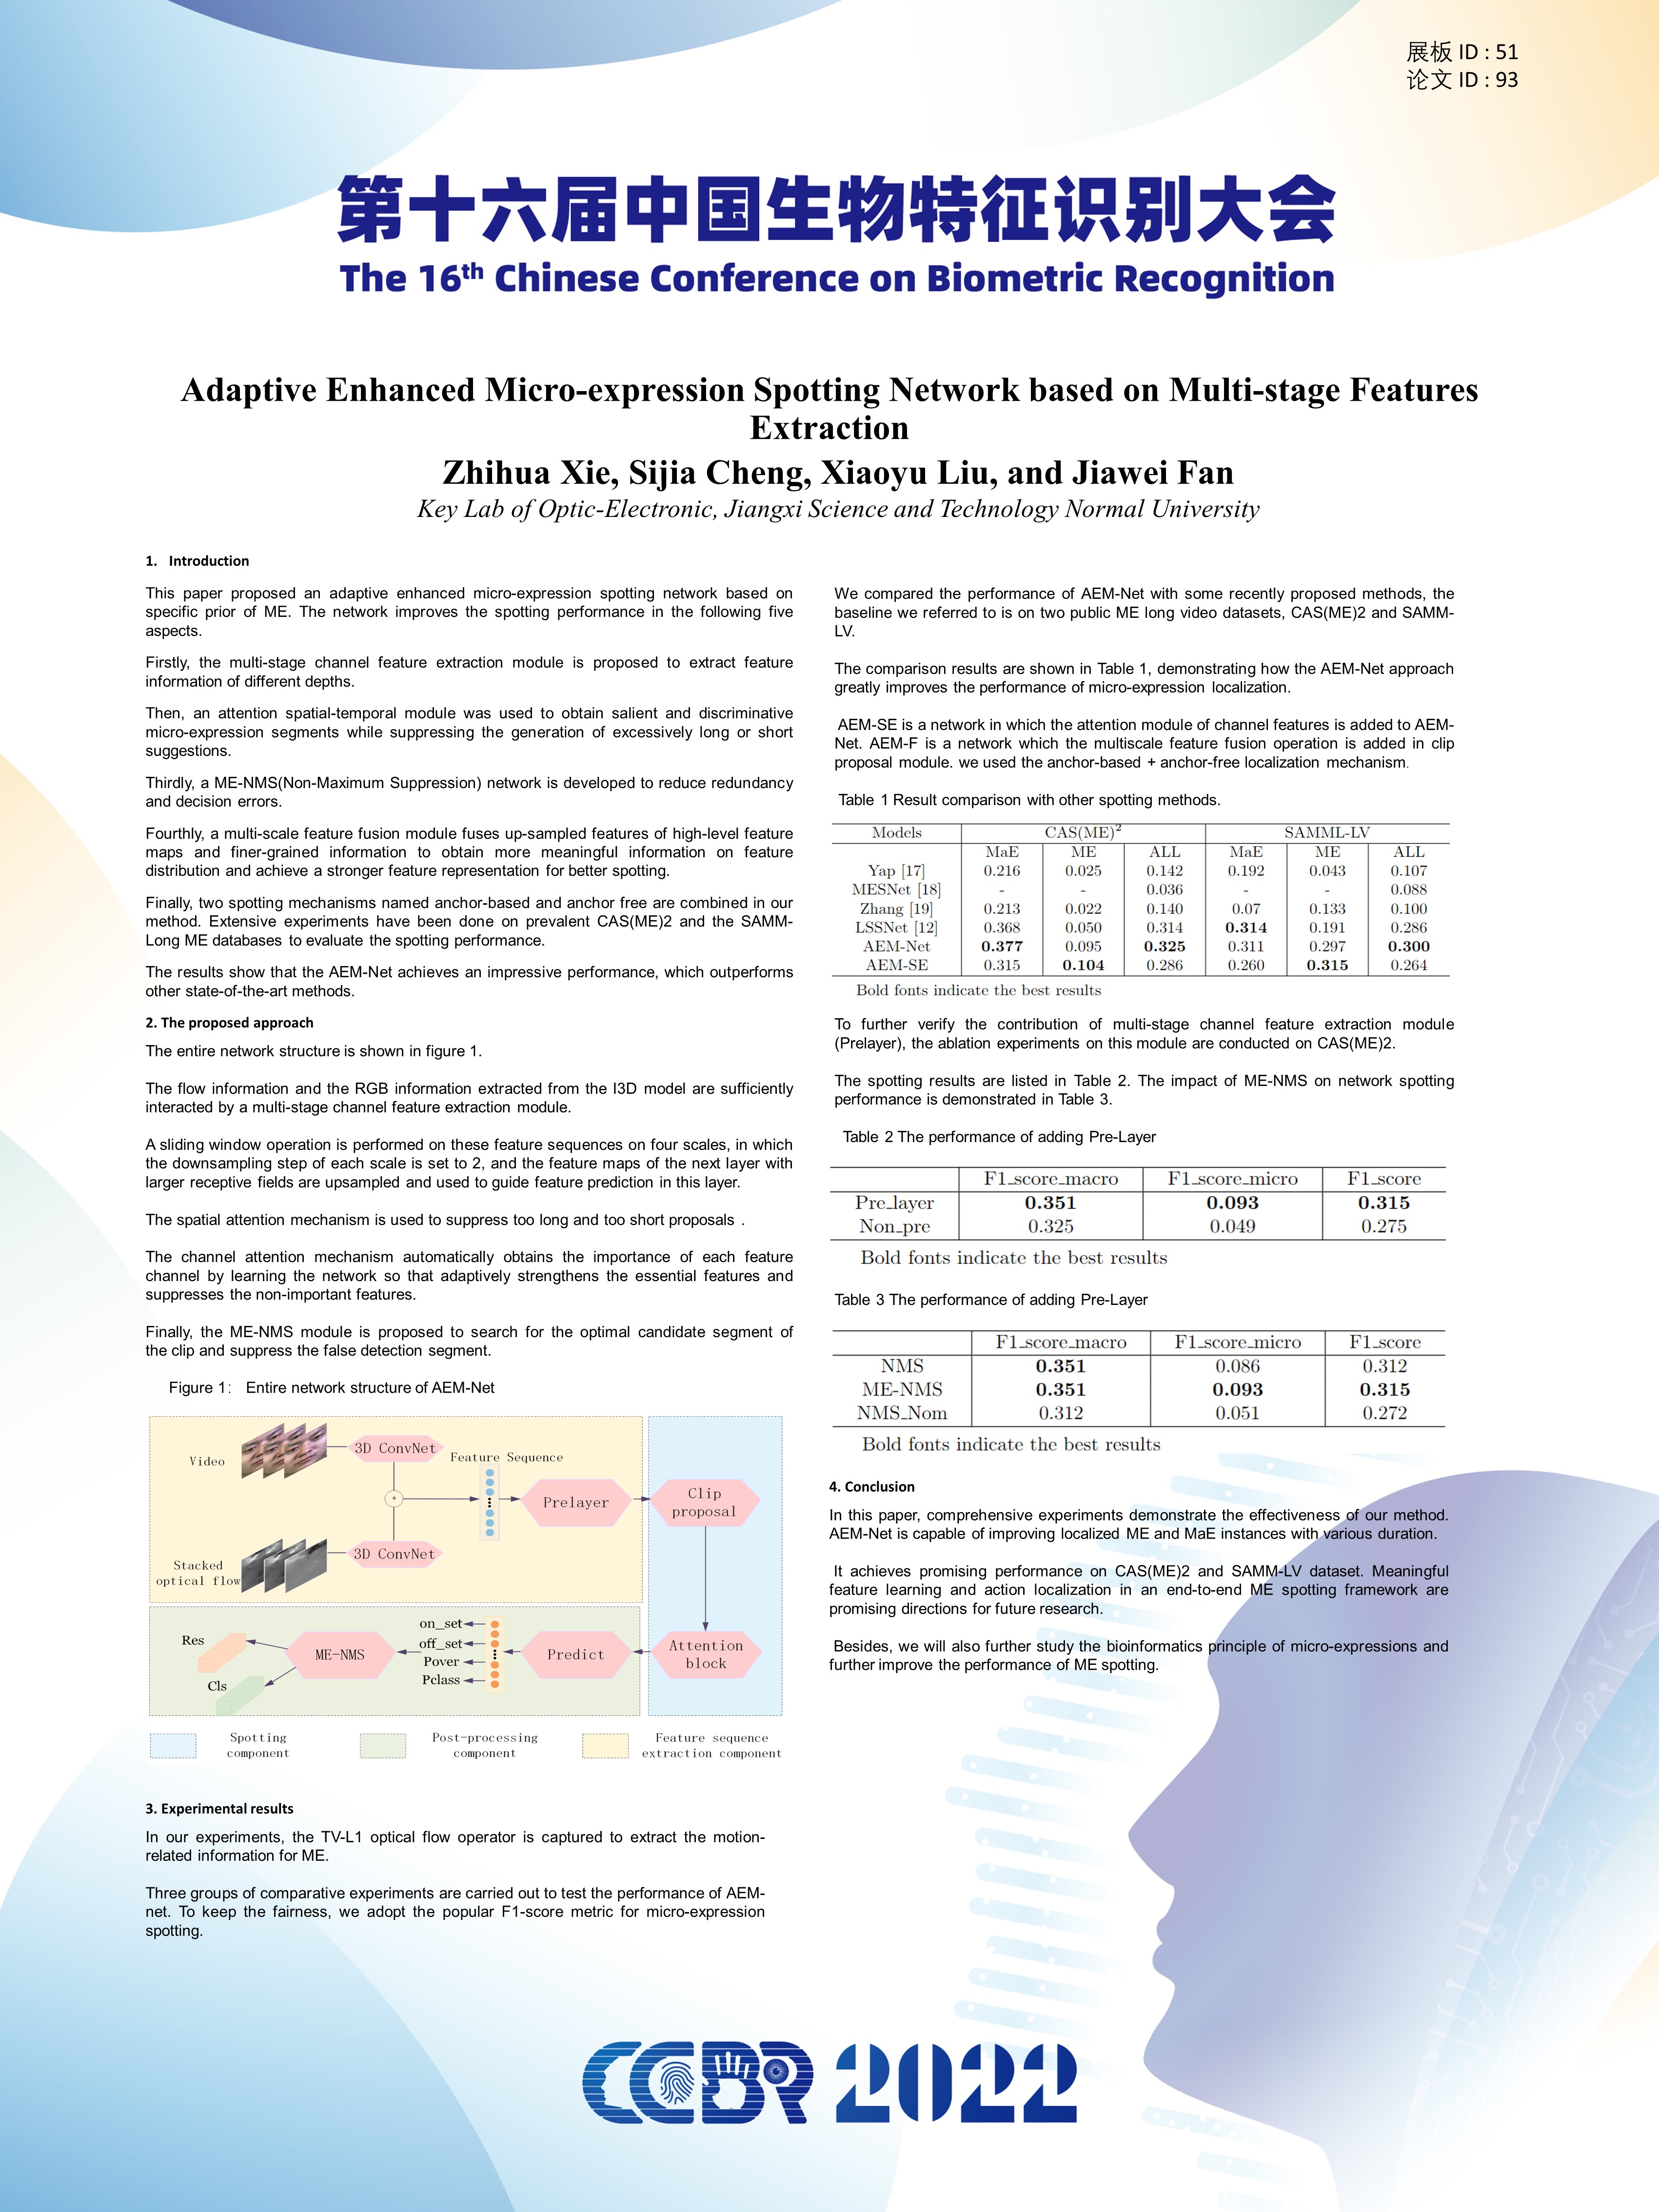 展板 ID : 51
论文 ID : 93
第十六届中国生物特征识别大会
The 16th Chinese Conference on Biometric Recognition
Adaptive Enhanced Micro-expression Spotting Network based on Multi-stage Features
Extraction
Zhihua Xie, Sijia Cheng, Xiaoyu Liu, and Jiawei Fan
Key Lab of Optic-Electronic, Jiangxi Science and Technology Normal University
1. Introduction
This paper proposed an adaptive enhanced micro-expression spotting network based on
specific prior of ME. The network improves the spotting performance in the following five
aspects.
Firstly, the multi-stage channel feature extraction module is proposed to extract feature
information of different depths.
Then, an attention spatial-temporal module was used to obtain salient and discriminative
micro-expression segments while suppressing the generation of excessively long or short
suggestions.
Thirdly, a ME-NMS(Non-Maximum Suppression) network is developed to reduce redundancy
and decision errors.
Fourthly, a multi-scale feature fusion module fuses up-sampled features of high-level feature
maps and finer-grained information to obtain more meaningful information on feature
distribution and achieve a stronger feature representation for better spotting.
Finally, two spotting mechanisms named anchor-based and anchor free are combined in our
method. Extensive experiments have been done on prevalent CAS(ME)2 and the SAMM-
Long ME databases to evaluate the spotting performance.
The results show that the AEM-Net achieves an impressive performance, which outperforms
other state-of-the-art methods.
2. The proposed approach
The entire network structure is shown in figure 1.
The flow information and the RGB information extracted from the I3D model are sufficiently
interacted by a multi-stage channel feature extraction module.
A sliding window operation is performed on these feature sequences on four scales, in which
the downsampling step of each scale is set to 2, and the feature maps of the next layer with
larger receptive fields are upsampled and used to guide feature prediction in this layer.
The spatial attention mechanism is used to suppress too long and too short proposals .
The channel attention mechanism automatically obtains the importance of each feature
channel by learning the network so that adaptively strengthens the essential features and
suppresses the non-important features.
Finally, the ME-NMS module is proposed to search for the optimal candidate segment of
the clip and suppress the false detection segment.
Figure 1: Entire network structure of AEM-Net
Video
3D ConvNet
Feature Sequence
+
Prelayer
Clip
proposal
Stacked
optical flow
3D ConvNet
Res
Cls
ME-NMS
on_set
off_set
Pover
Pclass
Predict
Attention
block
Spotting
component
Post-processing
component
Feature sequence
extraction component
3. Experimental results
In our experiments, the TV-L1 optical flow operator is captured to extract the motion-
related information for ME.
Three groups of comparative experiments are carried out to test the performance of AEM-
net. To keep the fairness, we adopt the popular F1-score metric for micro-expression
spotting.
We compared the performance of AEM-Net with some recently proposed methods, the
baseline we referred to is on two public ME long video datasets, CAS(ME)2 and SAMM-
LV.
The comparison results are shown in Table 1, demonstrating how the AEM-Net approach
greatly improves the performance of micro-expression localization.
AEM-SE is a network in which the attention module of channel features is added to AEM-
Net. AEM-F is a network which the multiscale feature fusion operation is added in clip
proposal module. we used the anchor-based + anchor-free localization mechanism.
Table 1 Result comparison with other spotting methods.
Models CAS(ME)² SAMML-LV
MaE ME ALL MaE ME ALL
Yap [17] 0.216 0.025 0.142 0.192 0.043 0.107
MESNet [18] - - 0.036 - - 0.088
Zhang [19] 0.213 0.022 0.140 0.07 0.133 0.100
LSSNet [12] 0.368 0.050 0.314 0.314 0.191 0.286
AEM-Net 0.377 0.095 0.325 0.311 0.297 0.300
AEM-SE 0.315 0.104 0.286 0.260 0.315 0.264
Bold fonts indicate the best results
To further verify the contribution of multi-stage channel feature extraction module
(Prelayer), the ablation experiments on this module are conducted on CAS(ME)2.
The spotting results are listed in Table 2. The impact of ME-NMS on network spotting
performance is demonstrated in Table 3.
Table 2 The performance of adding Pre-Layer
F1_score_macro F1_score_micro F1_score
Pre_layer 0.351 0.093 0.315
Non_pre 0.325 0.049 0.275
Bold fonts indicate the best results
Table 3 The performance of adding Pre-Layer
F1_score_macro F1_score_micro F1_score
NMS 0.351 0.086 0.312
ME-NMS 0.351 0.093 0.315
NMS_Nom 0.312 0.051 0.272
Bold fonts indicate the best results
4. Conclusion
In this paper, comprehensive experiments demonstrate the effectiveness of our method.
AEM-Net is capable of improving localized ME and MaE instances with various duration.
It achieves promising performance on CAS(ME)2 and SAMM-LV dataset. Meaningful
feature learning and action localization in an end-to-end ME spotting framework are
promising directions for future research.
Besides, we will also further study the bioinformatics principle of micro-expressions and
further improve the performance of ME spotting.
CCBR 2022